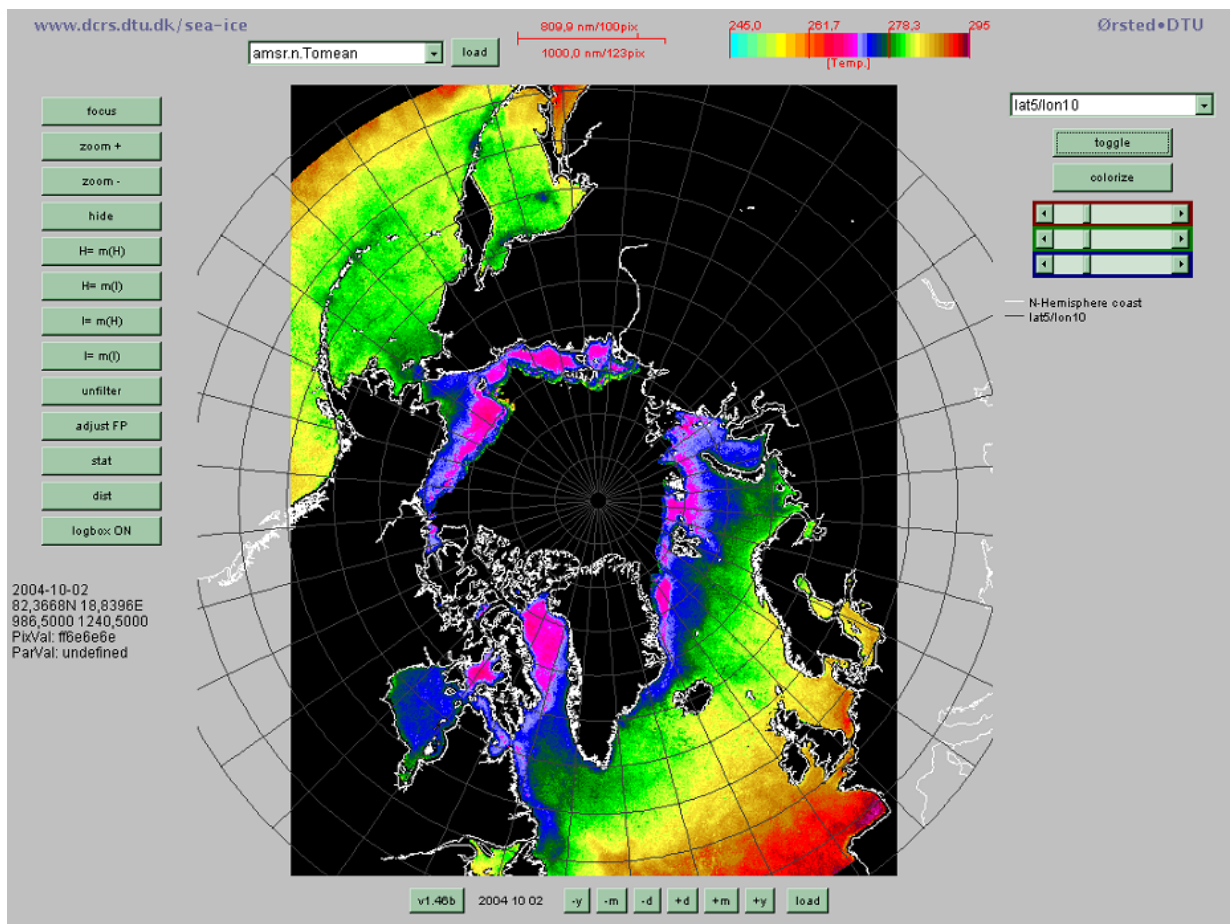 www.dcrs.dtu.dk/sea-ice
amsr.n.Tomean
load
809,9 nm/100pix
1000,0 nm/123pix
245,0 261,7 278,3 295
[Temp.]
Ørsted•DTU
focus
zoom +
zoom -
hide
H= m(H)
H= m(I)
I= m(H)
I= m(I)
unfilter
adjust FP
stat
dist
logbox ON
lat5/lon10
toggle
colorize
N-Hemisphere coast
lat5/lon10
2004-10-02
82,3668N 18,8396E
986,5000 1240,5000
PixVal: ff6e6e6e
ParVal: undefined
v1.46b 2004 10 02 -y -m -d +d +m +y load